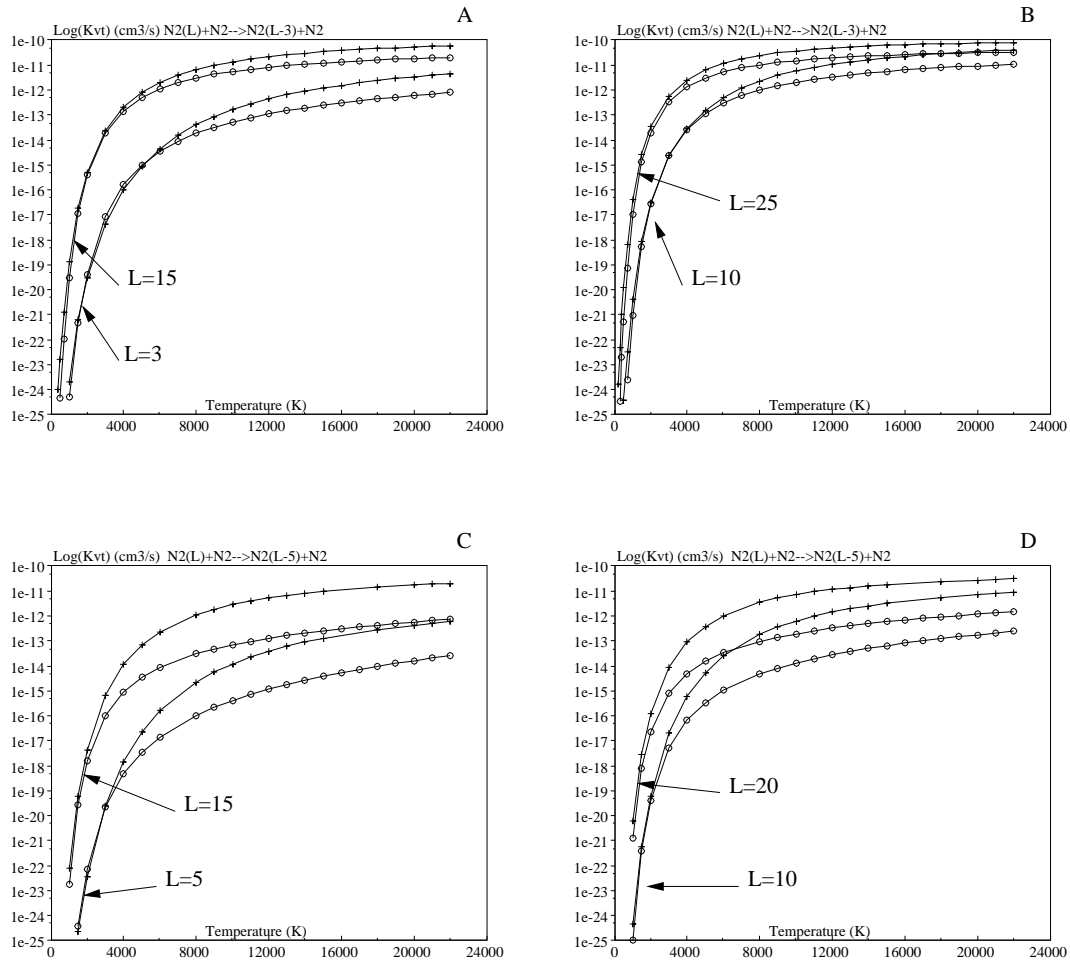 A
Log(Kvt) (cm3/s) N2(L)+N2-->N2(L-3)+N2
1e-10
1e-11
1e-12
1e-13
1e-14
1e-15
1e-16
1e-17
1e-18
1e-19
1e-20
1e-21
1e-22
1e-23
1e-24
1e-25
L=15
L=3
Temperature (K)
0 4000 8000 12000 16000 20000 24000
B
Log(Kvt) (cm3/s) N2(L)+N2-->N2(L-3)+N2
1e-10
1e-11
1e-12
1e-13
1e-14
1e-15
1e-16
1e-17
1e-18
1e-19
1e-20
1e-21
1e-22
1e-23
1e-24
1e-25
L=25
L=10
Temperature (K)
0 4000 8000 12000 16000 20000 24000
C
Log(Kvt) (cm3/s) N2(L)+N2-->N2(L-5)+N2
1e-10
1e-11
1e-12
1e-13
1e-14
1e-15
1e-16
1e-17
1e-18
1e-19
1e-20
1e-21
1e-22
1e-23
1e-24
1e-25
L=15
L=5
Temperature (K)
0 4000 8000 12000 16000 20000 24000
D
Log(Kvt) (cm3/s) N2(L)+N2-->N2(L-5)+N2
1e-10
1e-11
1e-12
1e-13
1e-14
1e-15
1e-16
1e-17
1e-18
1e-19
1e-20
1e-21
1e-22
1e-23
1e-24
1e-25
L=20
L=10
Temperature (K)
0 4000 8000 12000 16000 20000 24000